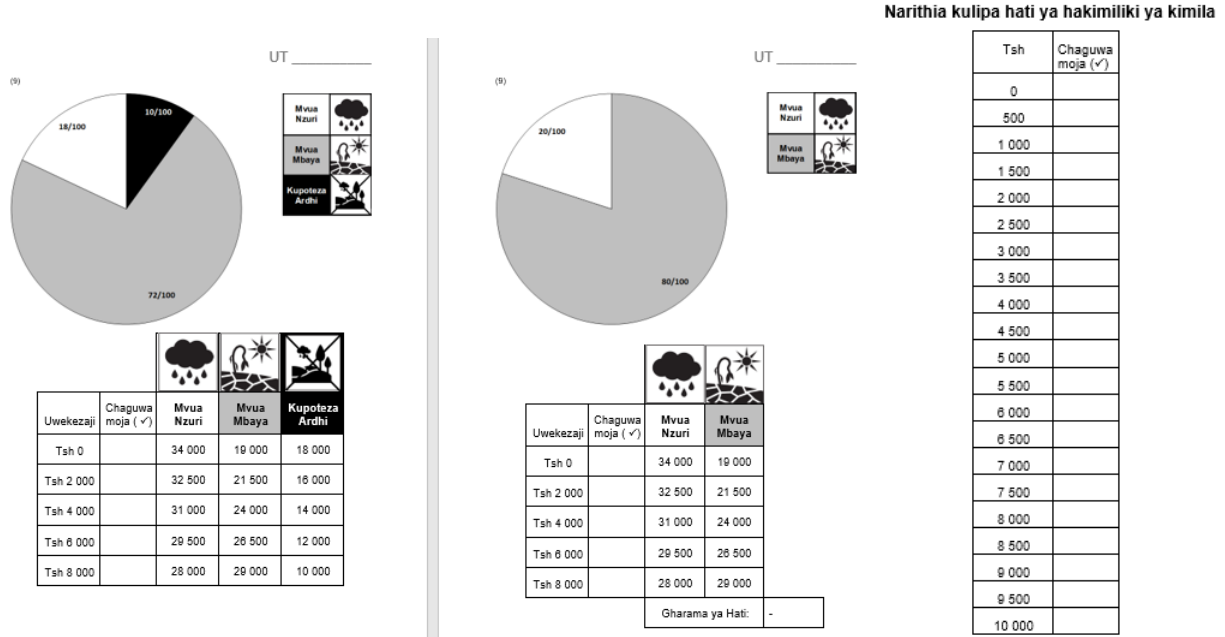 Narithia kulipa hati ya hakimiliki ya kimila
UT
(9)
10/100
18/100
72/100
Mvua Nzuri
Mvua Mbaya
Kupoteza Ardhi
Uwekezaji Chaguwa moja (✓) Mvua Nzuri Mvua Mbaya Kupoteza Ardhi
Tsh 0 34 000 19 000 18 000
Tsh 2 000 32 500 21 500 16 000
Tsh 4 000 31 000 24 000 14 000
Tsh 6 000 29 500 26 500 12 000
Tsh 8 000 28 000 29 000 10 000
UT
(9)
20/100
80/100
Mvua Nzuri
Mvua Mbaya
Uwekezaji Chaguwa moja (✓) Mvua Nzuri Mvua Mbaya
Tsh 0 34 000 19 000
Tsh 2 000 32 500 21 500
Tsh 4 000 31 000 24 000
Tsh 6 000 29 500 26 500
Tsh 8 000 28 000 29 000
Gharama ya Hati: -
Tsh Chaguwa moja (✓)
0
500
1 000
1 500
2 000
2 500
3 000
3 500
4 000
4 500
5 000
5 500
6 000
6 500
7 000
7 500
8 000
8 500
9 000
9 500
10 000